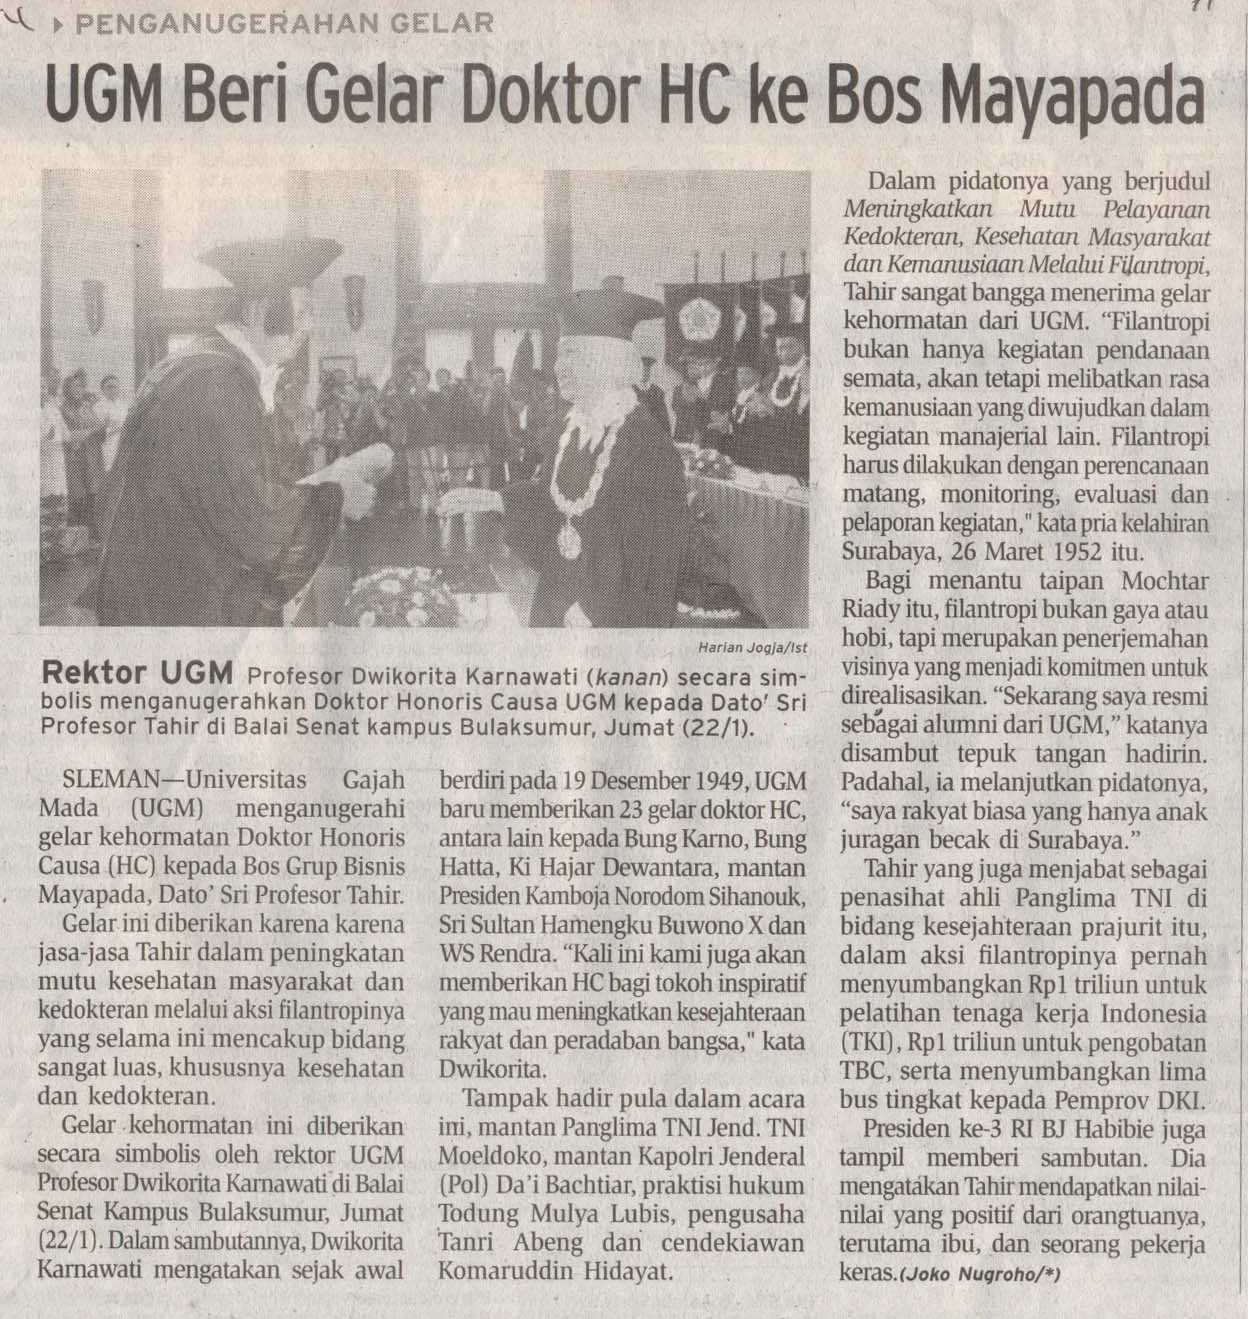 ▸ PENGANUGERAHAN GELAR
UGM Beri Gelar Doktor HC ke Bos Mayapada
Harian Jogja/Ist
Rektor UGM Profesor Dwikorita Karnawati (kanan) secara sim-
bolis menganugerahkan Doktor Honoris Causa UGM kepada Dato' Sri
Profesor Tahir di Balai Senat kampus Bulaksumur, Jumat (22/1).
SLEMAN—Universitas Gajah
Mada (UGM) menganugerahi
gelar kehormatan Doktor Honoris
Causa (HC) kepada Bos Grup Bisnis
Mayapada, Dato' Sri Profesor Tahir.
Gelar ini diberikan karena karena
jasa-jasa Tahir dalam peningkatan
mutu kesehatan masyarakat dan
kedokteran melalui aksi filantropinya
yang selama ini mencakup bidang
sangat luas, khususnya kesehatan
dan kedokteran.
Gelar kehormatan ini diberikan
secara simbolis oleh rektor UGM
Profesor Dwikorita Karnawati di Balai
Senat Kampus Bulaksumur, Jumat
(22/1). Dalam sambutannya, Dwikorita
Karnawati mengatakan sejak awal
berdiri pada 19 Desember 1949, UGM
baru memberikan 23 gelar doktor HC,
antara lain kepada Bung Karno, Bung
Hatta, Ki Hajar Dewantara, mantan
Presiden Kamboja Norodom Sihanouk,
Sri Sultan Hamengku Buwono X dan
WS Rendra. “Kali ini kami juga akan
memberikan HC bagi tokoh inspiratif
yang mau meningkatkan kesejahteraan
rakyat dan peradaban bangsa," kata
Dwikorita.
Tampak hadir pula dalam acara
ini, mantan Panglima TNI Jend. TNI
Moeldoko, mantan Kapolri Jenderal
(Pol) Da'i Bachtiar, praktisi hukum
Todung Mulya Lubis, pengusaha
Tanri Abeng dan cendekiawan
Komaruddin Hidayat.
Dalam pidatonya yang berjudul
Meningkatkan Mutu Pelayanan
Kedokteran, Kesehatan Masyarakat
dan Kemanusiaan Melalui Filantropi,
Tahir sangat bangga menerima gelar
kehormatan dari UGM. “Filantropi
bukan hanya kegiatan pendanaan
semata, akan tetapi melibatkan rasa
kemanusiaan yang diwujudkan dalam
kegiatan manajerial lain. Filantropi
harus dilakukan dengan perencanaan
matang, monitoring, evaluasi dan
pelaporan kegiatan," kata pria kelahiran
Surabaya, 26 Maret 1952 itu.
Bagi menantu taipan Mochtar
Riady itu, filantropi bukan gaya atau
hobi, tapi merupakan penerjemahan
visinya yang menjadi komitmen untuk
direalisasikan. “Sekarang saya resmi
sebagai alumni dari UGM,” katanya
disambut tepuk tangan hadirin.
Padahal, ia melanjutkan pidatonya,
“saya rakyat biasa yang hanya anak
juragan becak di Surabaya.”
Tahir yang juga menjabat sebagai
penasihat ahli Panglima TNI di
bidang kesejahteraan prajurit itu,
dalam aksi filantropinya pernah
menyumbangkan Rp1 triliun untuk
pelatihan tenaga kerja Indonesia
(TKI), Rp1 triliun untuk pengobatan
TBC, serta menyumbangkan lima
bus tingkat kepada Pemprov DKI.
Presiden ke-3 RI BJ Habibie juga
tampil memberi sambutan. Dia
mengatakan Tahir mendapatkan nilai-
nilai yang positif dari orangtuanya,
terutama ibu, dan seorang pekerja
keras.(Joko Nugroho/*)